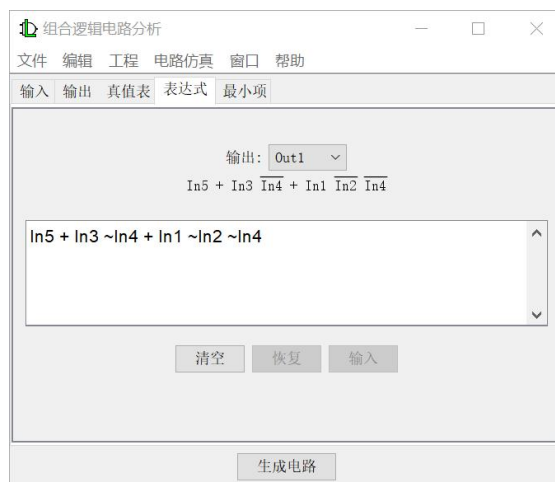 组合逻辑电路分析
文件 编辑 工程 电路仿真 窗口 帮助
输入 输出 真值表 表达式 最小项
输出: Out1
In5 + In3 I̅n̅4̅ + In1 I̅n̅2̅ I̅n̅4̅
In5 + In3 ~In4 + In1 ~In2 ~In4
清空 恢复 输入
生成电路